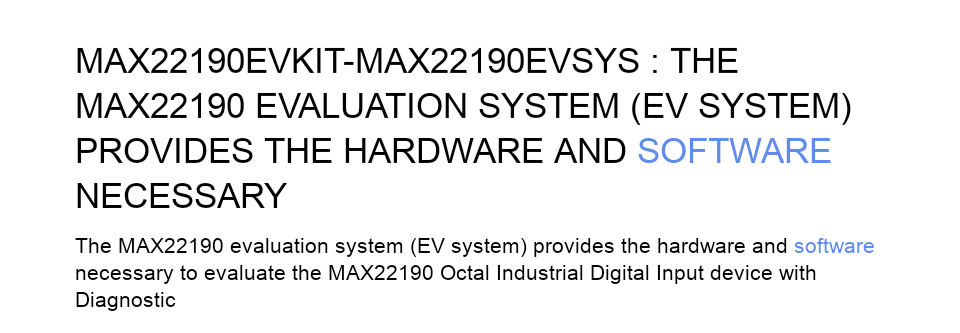 MAX22190EVKIT-MAX22190EVSYS : THE
MAX22190 EVALUATION SYSTEM (EV SYSTEM)
PROVIDES THE HARDWARE AND SOFTWARE
NECESSARY
The MAX22190 evaluation system (EV system) provides the hardware and software
necessary to evaluate the MAX22190 Octal Industrial Digital Input device with
Diagnostic